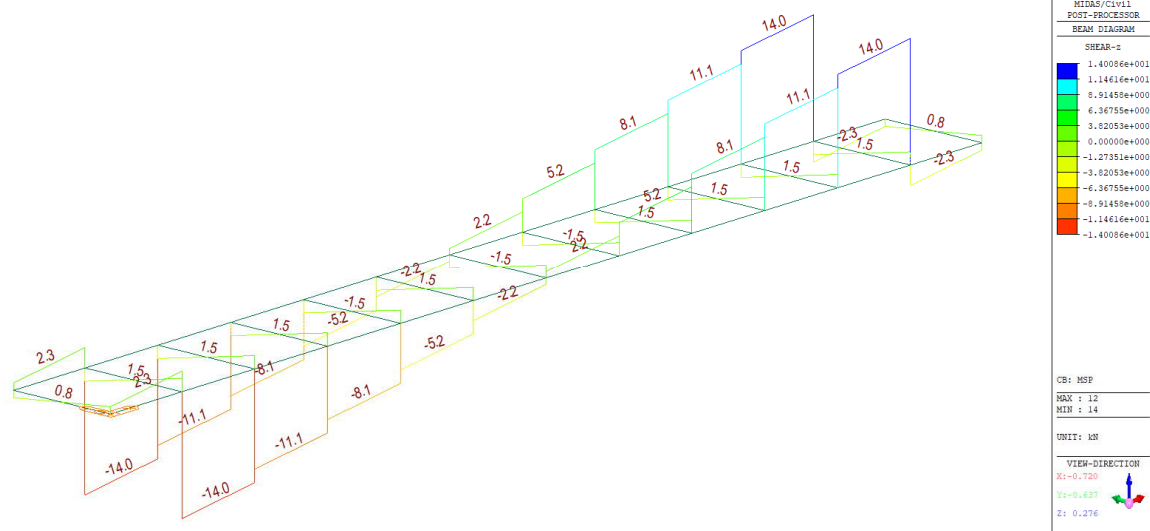 MIDAS/Civil
POST-PROCESSOR
BEAM DIAGRAM
SHEAR-z
1.40086e+001
1.14616e+001
8.91458e+000
6.36755e+000
3.82053e+000
0.00000e+000
-1.27351e+000
-3.82053e+000
-6.36755e+000
-8.91458e+000
-1.14616e+001
-1.40086e+001
CB: MSP
MAX : 12
MIN : 14
UNIT: kN
VIEW-DIRECTION
X:-0.720
Y:-0.637
Z: 0.276
14.0
14.0
11.1
11.1
8.1
8.1
0.8
-2.3
1.5
-2.3
5.2
1.5
5.2
1.5
1.5
2.2
-1.5
2.2
-1.5
-2.2
1.5
-2.2
-1.5
-5.2
1.5
-5.2
2.3
1.5
1.5
2.3
-8.1
0.8
-8.1
-11.1
-11.1
-14.0
-14.0